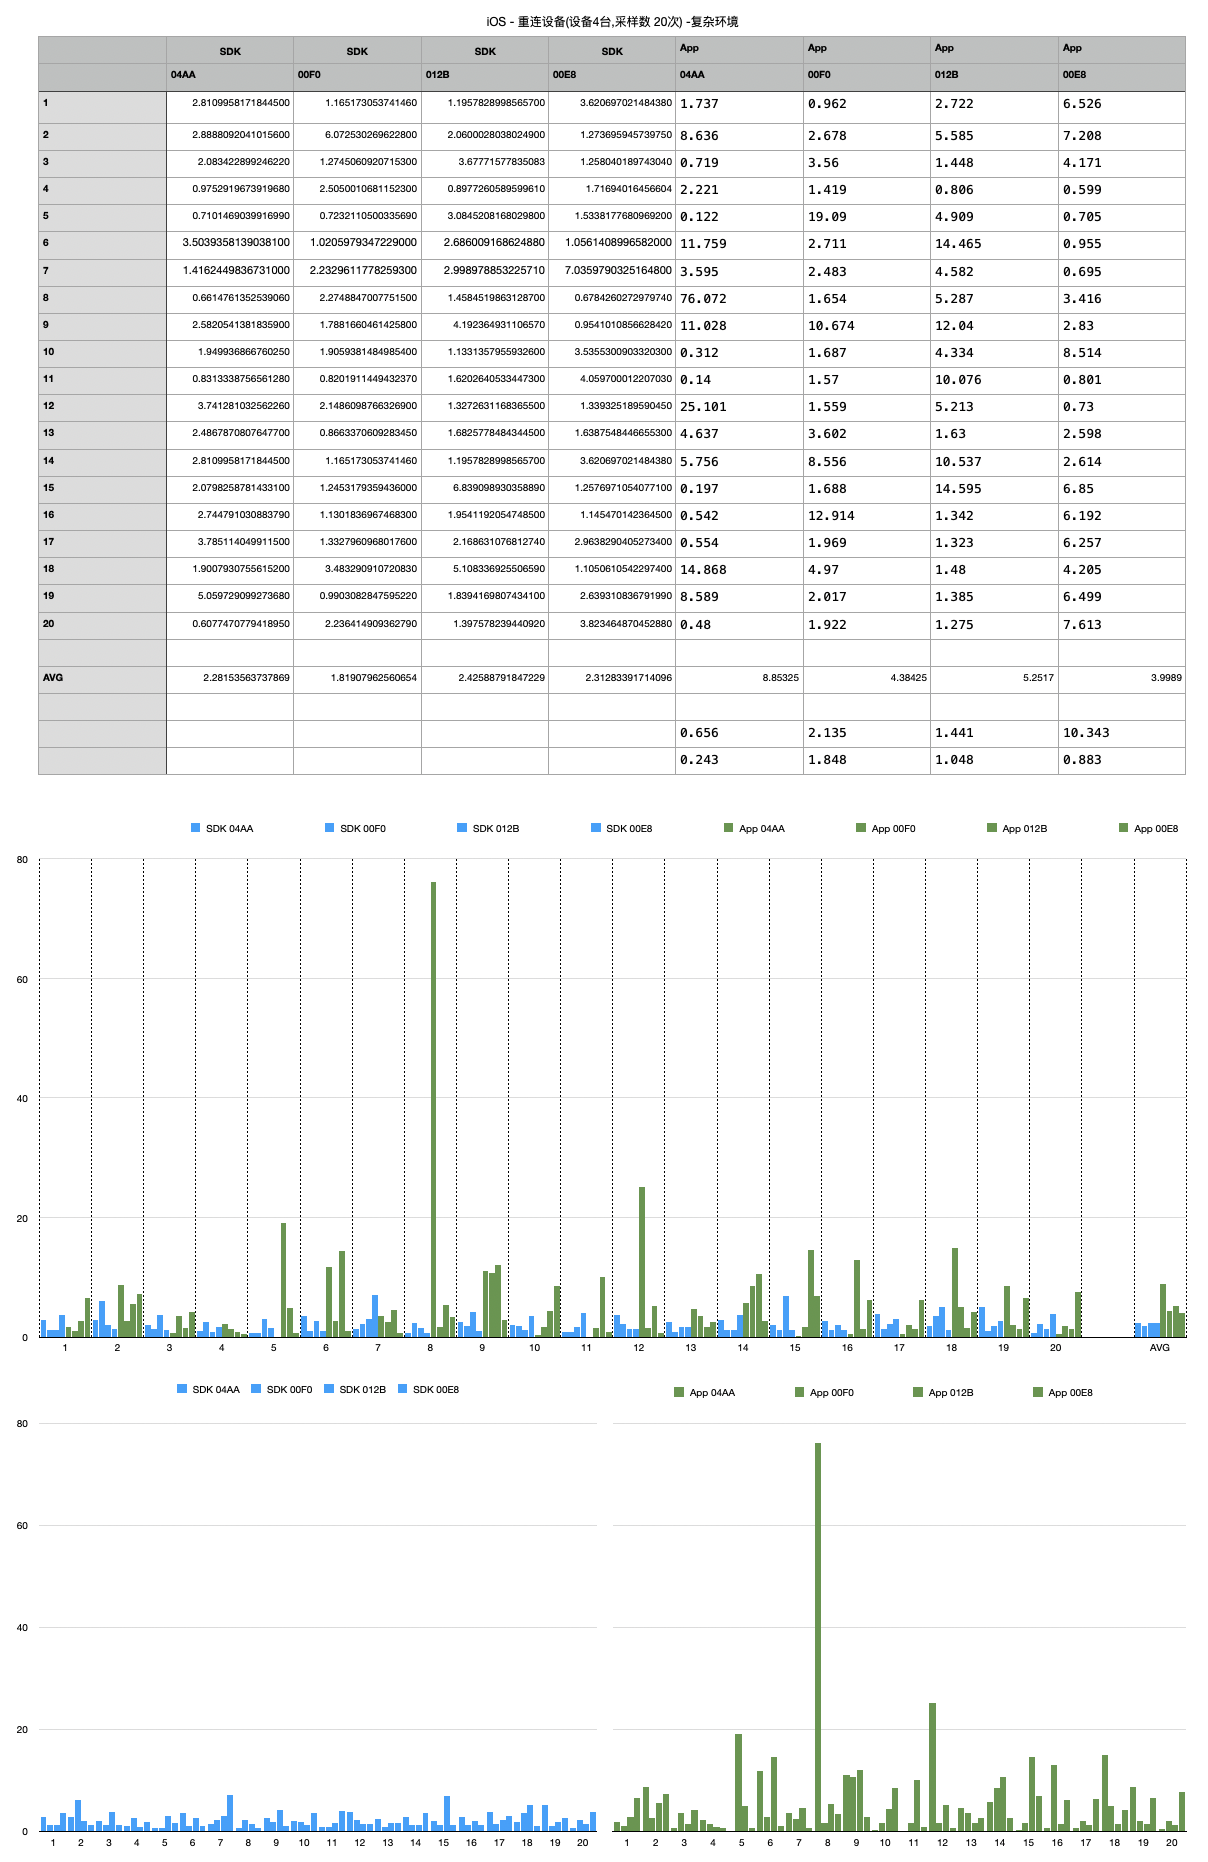 iOS - 重连设备(设备4台,采样数 20次) -复杂环境
SDK SDK SDK SDK App App App App
04AA 00F0 012B 00E8 04AA 00F0 012B 00E8
1 2.8109958171844500 1.165173053741460 1.1957828998565700 3.620697021484380 1.737 0.962 2.722 6.526
2 2.8888092041015600 6.072530269622800 2.0600028038024900 1.273695945739750 8.636 2.678 5.585 7.208
3 2.083422899246220 1.2745060920715300 3.67771577835083 1.258040189743040 0.719 3.56 1.448 4.171
4 0.9752919673919680 2.5050010681152300 0.8977260589599610 1.71694016456604 2.221 1.419 0.806 0.599
5 0.7101469039916990 0.7232110500335690 3.0845208168029800 1.5338177680969200 0.122 19.09 4.909 0.705
6 3.5039358139038100 1.0205979347229000 2.686009168624880 1.0561408996582000 11.759 2.711 14.465 0.955
7 1.4162449836731000 2.2329611778259300 2.998978853225710 7.0359790325164800 3.595 2.483 4.582 0.695
8 0.6614761352539060 2.2748847007751500 1.4584519863128700 0.6784260272979740 76.072 1.654 5.287 3.416
9 2.5820541381835900 1.7881660461425800 4.192364931106570 0.9541010856628420 11.028 10.674 12.04 2.83
10 1.949936866760250 1.9059381484985400 1.1331357955932600 3.5355300903320300 0.312 1.687 4.334 8.514
11 0.8313338756561280 0.8201911449432370 1.6202640533447300 4.059700012207030 0.14 1.57 10.076 0.801
12 3.741281032562260 2.1486098766326900 1.3272631168365500 1.339325189590450 25.101 1.559 5.213 0.73
13 2.4867870807647700 0.8663370609283450 1.6825778484344500 1.6387548446655300 4.637 3.602 1.63 2.598
14 2.8109958171844500 1.165173053741460 1.1957828998565700 3.620697021484380 5.756 8.556 10.537 2.614
15 2.0798258781433100 1.2453179359436000 6.839098930358890 1.2576971054077100 0.197 1.688 14.595 6.85
16 2.744791030883790 1.1301836967468300 1.9541192054748500 1.145470142364500 0.542 12.914 1.342 6.192
17 3.785114049911500 1.3327960968017600 2.168631076812740 2.9638290405273400 0.554 1.969 1.323 6.257
18 1.9007930755615200 3.483290910720830 5.108336925506590 1.1050610542297400 14.868 4.97 1.48 4.205
19 5.059729099273680 0.9903082847595220 1.8394169807434100 2.639310836791990 8.589 2.017 1.385 6.499
20 0.6077470779418950 2.236414909362790 1.397578239440920 3.823464870452880 0.48 1.922 1.275 7.613
AVG 2.28153563737869 1.81907962560654 2.42588791847229 2.31283391714096 8.85325 4.38425 5.2517 3.9989
0.656 2.135 1.441 10.343
0.243 1.848 1.048 0.883
SDK 04AA SDK 00F0 SDK 012B SDK 00E8 App 04AA App 00F0 App 012B App 00E8
80
60
40
20
0
1 2 3 4 5 6 7 8 9 10 11 12 13 14 15 16 17 18 19 20 AVG
SDK 04AA SDK 00F0 SDK 012B SDK 00E8
App 04AA App 00F0 App 012B App 00E8
80
60
40
20
0
1 2 3 4 5 6 7 8 9 10 11 12 13 14 15 16 17 18 19 20
1 2 3 4 5 6 7 8 9 10 11 12 13 14 15 16 17 18 19 20